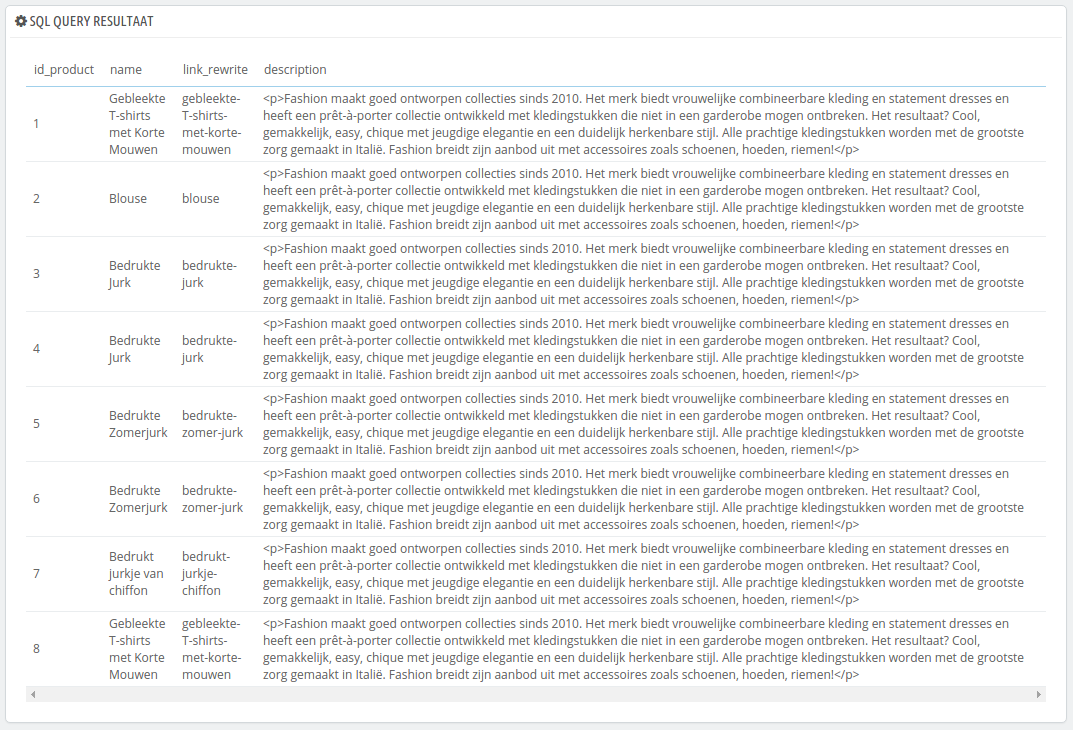 SQL QUERY RESULTAAT
id_product name link_rewrite description
1
Gebleekte
T-shirts
met Korte
Mouwen
gebleekte-
T-shirts-
met-korte-
mouwen
<p>Fashion maakt goed ontworpen collecties sinds 2010. Het merk biedt vrouwelijke combineerbare kleding en statement dresses en
heeft een prêt-à-porter collectie ontwikkeld met kledingstukken die niet in een garderobe mogen ontbreken. Het resultaat? Cool,
gemakkelijk, easy, chique met jeugdige elegantie en een duidelijk herkenbare stijl. Alle prachtige kledingstukken worden met de grootste
zorg gemaakt in Italië. Fashion breidt zijn aanbod uit met accessoires zoals schoenen, hoeden, riemen!</p>
2
Blouse
blouse
<p>Fashion maakt goed ontworpen collecties sinds 2010. Het merk biedt vrouwelijke combineerbare kleding en statement dresses en
heeft een prêt-à-porter collectie ontwikkeld met kledingstukken die niet in een garderobe mogen ontbreken. Het resultaat? Cool,
gemakkelijk, easy, chique met jeugdige elegantie en een duidelijk herkenbare stijl. Alle prachtige kledingstukken worden met de grootste
zorg gemaakt in Italië. Fashion breidt zijn aanbod uit met accessoires zoals schoenen, hoeden, riemen!</p>
3
Bedrukte
Jurk
bedrukte-
jurk
<p>Fashion maakt goed ontworpen collecties sinds 2010. Het merk biedt vrouwelijke combineerbare kleding en statement dresses en
heeft een prêt-à-porter collectie ontwikkeld met kledingstukken die niet in een garderobe mogen ontbreken. Het resultaat? Cool,
gemakkelijk, easy, chique met jeugdige elegantie en een duidelijk herkenbare stijl. Alle prachtige kledingstukken worden met de grootste
zorg gemaakt in Italië. Fashion breidt zijn aanbod uit met accessoires zoals schoenen, hoeden, riemen!</p>
4
Bedrukte
Jurk
bedrukte-
jurk
<p>Fashion maakt goed ontworpen collecties sinds 2010. Het merk biedt vrouwelijke combineerbare kleding en statement dresses en
heeft een prêt-à-porter collectie ontwikkeld met kledingstukken die niet in een garderobe mogen ontbreken. Het resultaat? Cool,
gemakkelijk, easy, chique met jeugdige elegantie en een duidelijk herkenbare stijl. Alle prachtige kledingstukken worden met de grootste
zorg gemaakt in Italië. Fashion breidt zijn aanbod uit met accessoires zoals schoenen, hoeden, riemen!</p>
5
Bedrukte
Zomerjurk
bedrukte-
zomer-jurk
<p>Fashion maakt goed ontworpen collecties sinds 2010. Het merk biedt vrouwelijke combineerbare kleding en statement dresses en
heeft een prêt-à-porter collectie ontwikkeld met kledingstukken die niet in een garderobe mogen ontbreken. Het resultaat? Cool,
gemakkelijk, easy, chique met jeugdige elegantie en een duidelijk herkenbare stijl. Alle prachtige kledingstukken worden met de grootste
zorg gemaakt in Italië. Fashion breidt zijn aanbod uit met accessoires zoals schoenen, hoeden, riemen!</p>
6
Bedrukte
Zomerjurk
bedrukte-
zomer-jurk
<p>Fashion maakt goed ontworpen collecties sinds 2010. Het merk biedt vrouwelijke combineerbare kleding en statement dresses en
heeft een prêt-à-porter collectie ontwikkeld met kledingstukken die niet in een garderobe mogen ontbreken. Het resultaat? Cool,
gemakkelijk, easy, chique met jeugdige elegantie en een duidelijk herkenbare stijl. Alle prachtige kledingstukken worden met de grootste
zorg gemaakt in Italië. Fashion breidt zijn aanbod uit met accessoires zoals schoenen, hoeden, riemen!</p>
7
Bedrukt
jurkje van
chiffon
bedrukt-
jurkje-
chiffon
<p>Fashion maakt goed ontworpen collecties sinds 2010. Het merk biedt vrouwelijke combineerbare kleding en statement dresses en
heeft een prêt-à-porter collectie ontwikkeld met kledingstukken die niet in een garderobe mogen ontbreken. Het resultaat? Cool,
gemakkelijk, easy, chique met jeugdige elegantie en een duidelijk herkenbare stijl. Alle prachtige kledingstukken worden met de grootste
zorg gemaakt in Italië. Fashion breidt zijn aanbod uit met accessoires zoals schoenen, hoeden, riemen!</p>
8
Gebleekte
T-shirts
met Korte
Mouwen
gebleekte-
T-shirts-
met-korte-
mouwen
<p>Fashion maakt goed ontworpen collecties sinds 2010. Het merk biedt vrouwelijke combineerbare kleding en statement dresses en
heeft een prêt-à-porter collectie ontwikkeld met kledingstukken die niet in een garderobe mogen ontbreken. Het resultaat? Cool,
gemakkelijk, easy, chique met jeugdige elegantie en een duidelijk herkenbare stijl. Alle prachtige kledingstukken worden met de grootste
zorg gemaakt in Italië. Fashion breidt zijn aanbod uit met accessoires zoals schoenen, hoeden, riemen!</p>